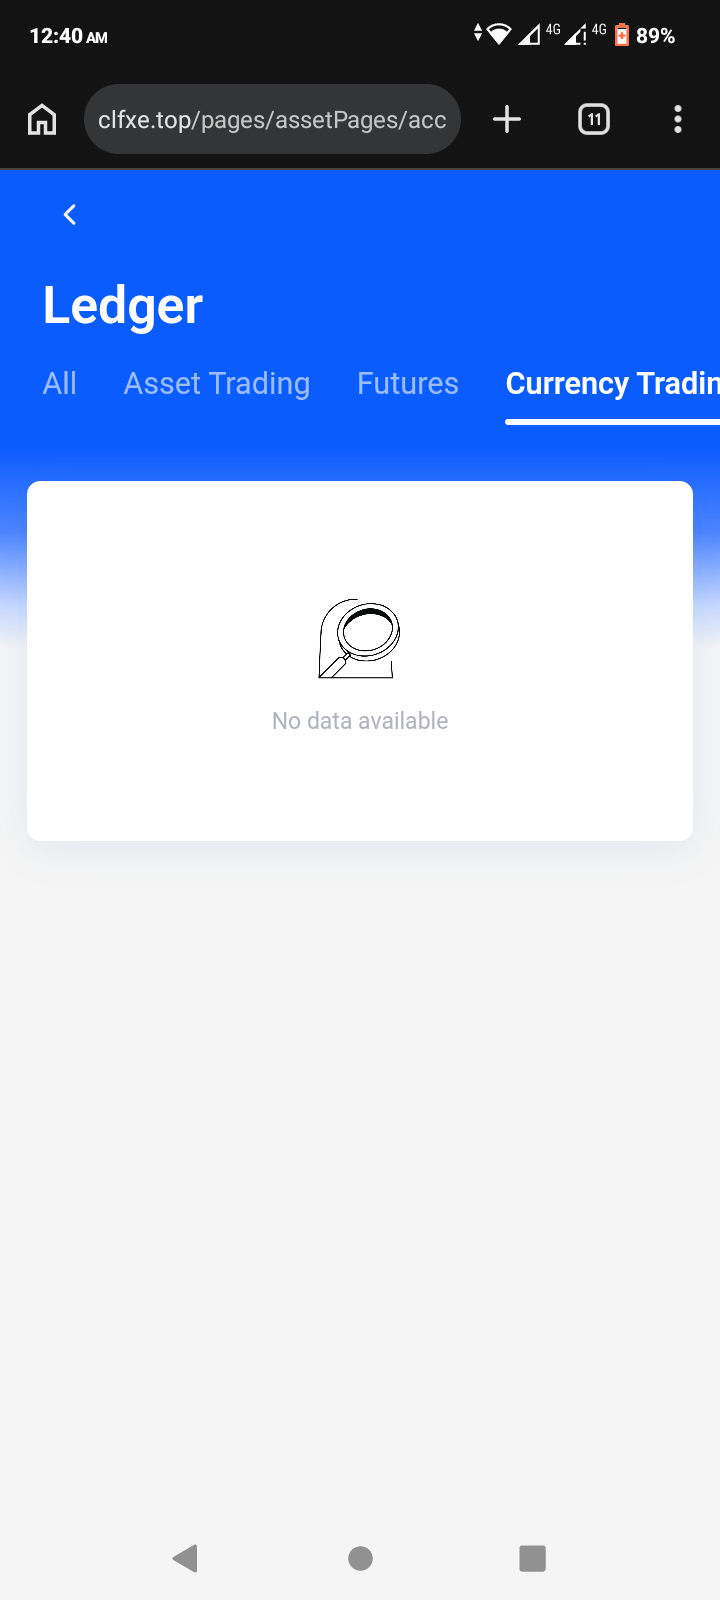 12:40 AM 4G 4G 89%
clfxe.top/pages/assetPages/acc 11
Ledger
All Asset Trading Futures Currency Tradin
No data available